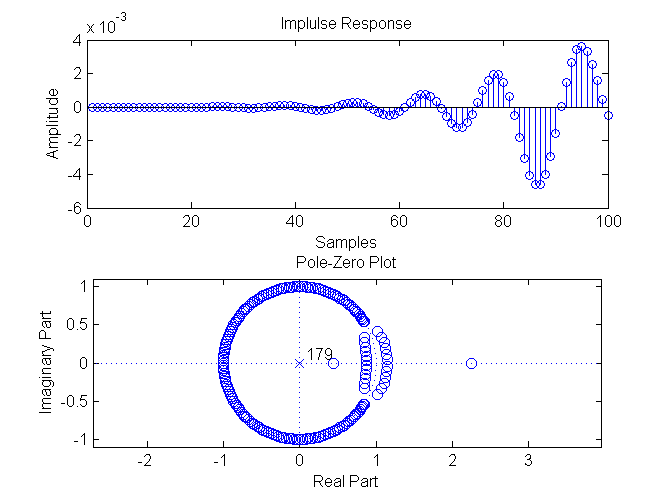 Implulse Response
x 10^-3
4
2
0
-2
-4
-6
Amplitude
0 20 40 60 80 100
Samples
Pole-Zero Plot
1
0.5
0
-0.5
-1
Imaginary Part
179
-2 -1 0 1 2 3
Real Part